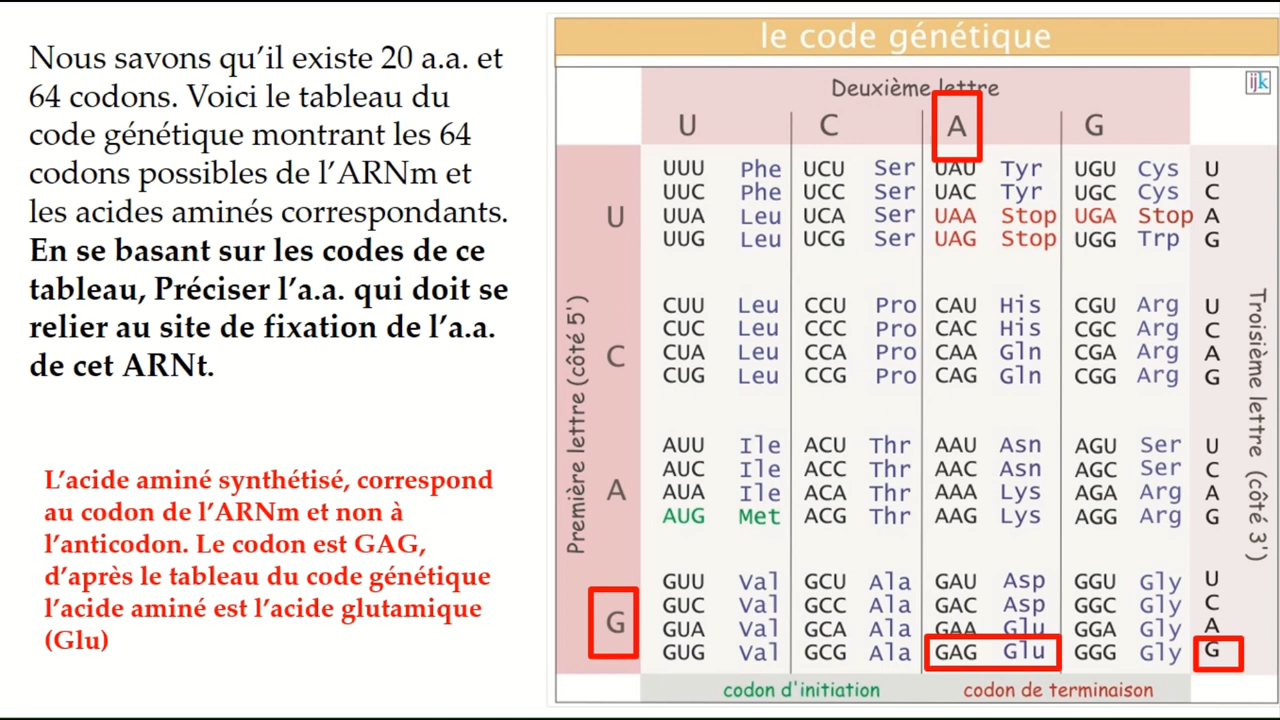 Nous savons qu'il existe 20 a.a. et
64 codons. Voici le tableau du
code génétique montrant les 64
codons possibles de l'ARNm et
les acides aminés correspondants.
En se basant sur les codes de ce
tableau, Préciser l'a.a. qui doit se
relier au site de fixation de l'a.a.
de cet ARNt.
L'acide aminé synthétisé, correspond
au codon de l'ARNm et non à
l'anticodon. Le codon est GAG,
d'après le tableau du code génétique
l'acide aminé est l'acide glutamique
(Glu)
le code génétique
ijk
Deuxième lettre
U C A G
Première lettre (côté 5')
Troisième lettre (côté 3')
U
UUU Phe UCU Ser UAU Tyr UGU Cys U
UUC Phe UCC Ser UAC Tyr UGC Cys C
UUA Leu UCA Ser UAA Stop UGA Stop A
UUG Leu UCG Ser UAG Stop UGG Trp G
C
CUU Leu CCU Pro CAU His CGU Arg U
CUC Leu CCC Pro CAC His CGC Arg C
CUA Leu CCA Pro CAA Gln CGA Arg A
CUG Leu CCG Pro CAG Gln CGG Arg G
A
AUU Ile ACU Thr AAU Asn AGU Ser U
AUC Ile ACC Thr AAC Asn AGC Ser C
AUA Ile ACA Thr AAA Lys AGA Arg A
AUG Met ACG Thr AAG Lys AGG Arg G
G
GUU Val GCU Ala GAU Asp GGU Gly U
GUC Val GCC Ala GAC Asp GGC Gly C
GUA Val GCA Ala GAA Glu GGA Gly A
GUG Val GCG Ala GAG Glu GGG Gly G
codon d'initiation codon de terminaison